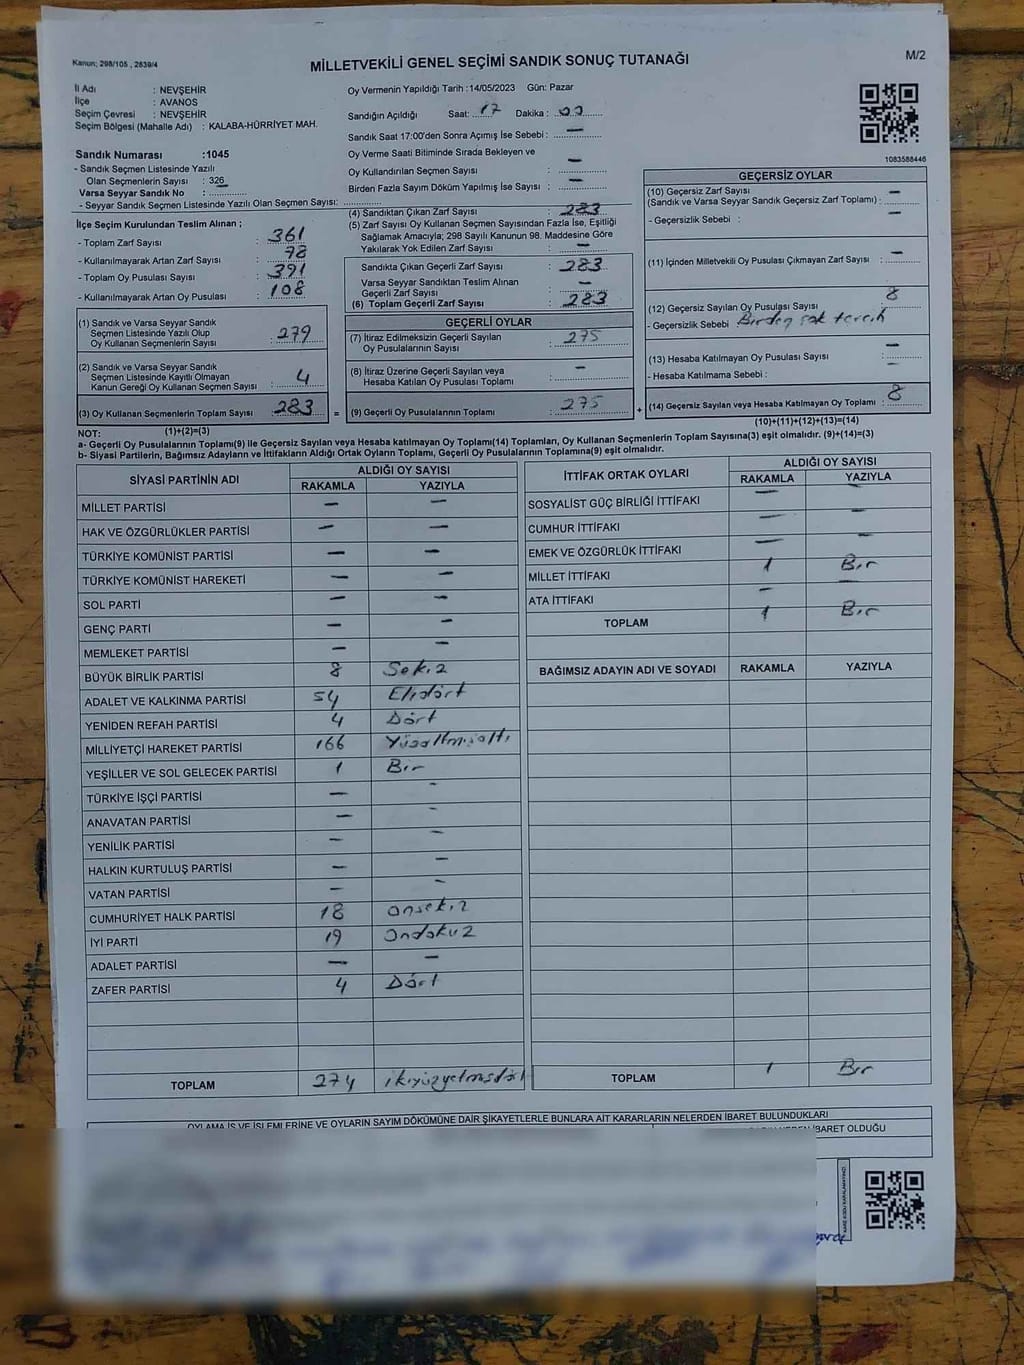 Kanun; 298/105 , 2839/4
MİLLETVEKİLİ GENEL SEÇİMİ SANDIK SONUÇ TUTANAĞI
M/2
İl Adı : NEVŞEHİR
İlçe : AVANOS
Seçim Çevresi : NEVŞEHİR
Seçim Bölgesi (Mahalle Adı) : KALABA-HÜRRİYET MAH.
Oy Vermenin Yapıldığı Tarih :14/05/2023 Gün: Pazar
Sandığın Açıldığı Saat: 17 Dakika : 00
Sandık Saat 17:00'den Sonra Açımış İse Sebebi : —
Oy Verme Saati Bitiminde Sırada Bekleyen ve
Oy Kullandırılan Seçmen Sayısı : —
Birden Fazla Sayım Döküm Yapılmış İse Sayısı : —
1083588446
Sandık Numarası :1045
- Sandık Seçmen Listesinde Yazılı
Olan Seçmenlerin Sayısı : 326
Varsa Seyyar Sandık No :
- Seyyar Sandık Seçmen Listesinde Yazılı Olan Seçmen Sayısı:
İlçe Seçim Kurulundan Teslim Alınan ;
- Toplam Zarf Sayısı : 361
- Kullanılmayarak Artan Zarf Sayısı : 78
- Toplam Oy Pusulası Sayısı : 391
- Kullanılmayarak Artan Oy Pusulası : 108
(1) Sandık ve Varsa Seyyar Sandık
Seçmen Listesinde Yazılı Olup
Oy Kullanan Seçmenlerin Sayısı : 279
(2) Sandık ve Varsa Seyyar Sandık
Seçmen Listesinde Kayıtlı Olmayan
Kanun Gereği Oy Kullanan Seçmen Sayısı : 4
(3) Oy Kullanan Seçmenlerin Toplam Sayısı : 283
(1)+(2)=(3)
(4) Sandıktan Çıkan Zarf Sayısı : 283
(5) Zarf Sayısı Oy Kullanan Seçmen Sayısından Fazla İse, Eşitliği
Sağlamak Amacıyla; 298 Sayılı Kanunun 98. Maddesine Göre
Yakılarak Yok Edilen Zarf Sayısı : —
Sandıkta Çıkan Geçerli Zarf Sayısı : 283
Varsa Seyyar Sandıktan Teslim Alınan
Geçerli Zarf Sayısı : —
(6) Toplam Geçerli Zarf Sayısı : 283
GEÇERLİ OYLAR
(7) İtiraz Edilmeksizin Geçerli Sayılan
Oy Pusulalarının Sayısı : 275
(8) İtiraz Üzerine Geçerli Sayılan veya
Hesaba Katılan Oy Pusulası Toplamı : —
= (9) Geçerli Oy Pusulalarının Toplamı : 275 +
GEÇERSİZ OYLAR
(10) Geçersiz Zarf Sayısı —
(Sandık ve Varsa Seyyar Sandık Geçersiz Zarf Toplamı) :
- Geçersizlik Sebebi : —
(11) İçinden Milletvekili Oy Pusulası Çıkmayan Zarf Sayısı : —
(12) Geçersiz Sayılan Oy Pusulası Sayısı : 8
- Geçersizlik Sebebi Birden çok tercih
(13) Hesaba Katılmayan Oy Pusulası Sayısı : —
- Hesaba Katılmama Sebebi :
(14) Geçersiz Sayılan veya Hesaba Katılmayan Oy Toplamı : 8
(10)+(11)+(12)+(13)=(14)
NOT:
a- Geçerli Oy Pusulalarının Toplamı(9) ile Geçersiz Sayılan veya Hesaba katılmayan Oy Toplamı(14) Toplamları, Oy Kullanan Seçmenlerin Toplam Sayısına(3) eşit olmalıdır. (9)+(14)=(3)
b- Siyasi Partilerin, Bağımsız Adayların ve İttifakların Aldığı Ortak Oyların Toplamı, Geçerli Oy Pusulalarının Toplamına(9) eşit olmalıdır.
SİYASİ PARTİNİN ADI ALDIĞI OY SAYISI
RAKAMLA YAZIYLA
MİLLET PARTİSİ — —
HAK VE ÖZGÜRLÜKLER PARTİSİ — —
TÜRKİYE KOMÜNİST PARTİSİ — —
TÜRKİYE KOMÜNİST HAREKETİ — —
SOL PARTİ — —
GENÇ PARTİ — —
MEMLEKET PARTİSİ — —
BÜYÜK BİRLİK PARTİSİ 8 Sekiz
ADALET VE KALKINMA PARTİSİ 54 Ellidört
YENİDEN REFAH PARTİSİ 4 Dört
MİLLİYETÇİ HAREKET PARTİSİ 166 Yüzaltmışaltı
YEŞİLLER VE SOL GELECEK PARTİSİ 1 Bir
TÜRKİYE İŞÇİ PARTİSİ — —
ANAVATAN PARTİSİ — —
YENİLİK PARTİSİ — —
HALKIN KURTULUŞ PARTİSİ — —
VATAN PARTİSİ — —
CUMHURİYET HALK PARTİSİ 18 onsekiz
İYİ PARTİ 19 Ondokuz
ADALET PARTİSİ — —
ZAFER PARTİSİ 4 Dört
TOPLAM 274 ikiyüzyetmişdört
İTTİFAK ORTAK OYLARI ALDIĞI OY SAYISI
RAKAMLA YAZIYLA
SOSYALİST GÜÇ BİRLİĞİ İTTİFAKI — —
CUMHUR İTTİFAKI — —
EMEK VE ÖZGÜRLÜK İTTİFAKI — —
MİLLET İTTİFAKI 1 Bir
ATA İTTİFAKI — —
TOPLAM 1 Bir
BAĞIMSIZ ADAYIN ADI VE SOYADI RAKAMLA YAZIYLA
TOPLAM 1 Bir
OYLAMA İŞ VE İŞLEMLERİNE VE OYLARIN SAYIM DÖKÜMÜNE DAİR ŞİKAYETLERLE BUNLARA AİT KARARLARIN NELERDEN İBARET BULUNDUKLARI
İBARET OLDUĞU